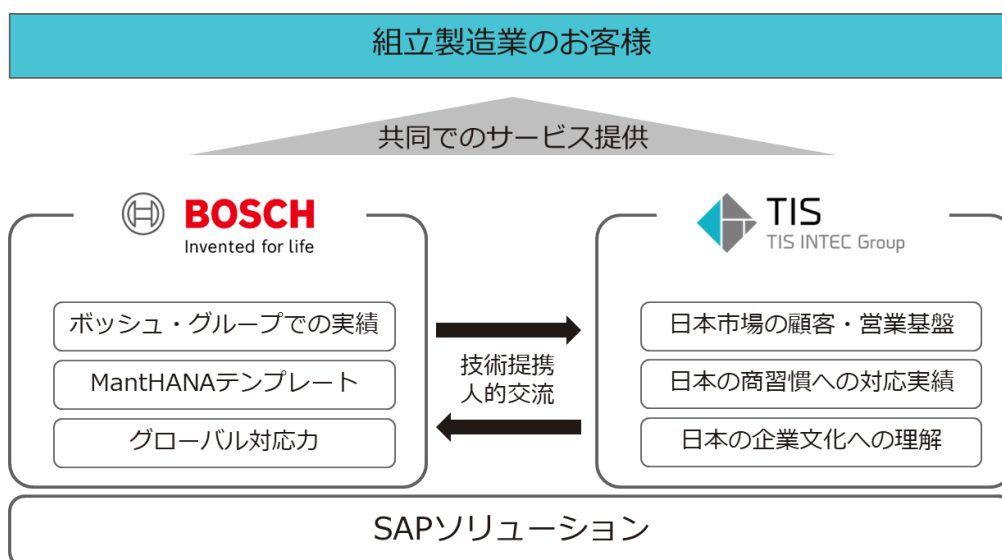 組立製造業のお客様
共同でのサービス提供
BOSCH
Invented for life
ボッシュ・グループでの実績
MantHANAテンプレート
グローバル対応力
技術提携
人的交流
TIS
TIS INTEC Group
日本市場の顧客・営業基盤
日本の商習慣への対応実績
日本の企業文化への理解
SAPソリューション